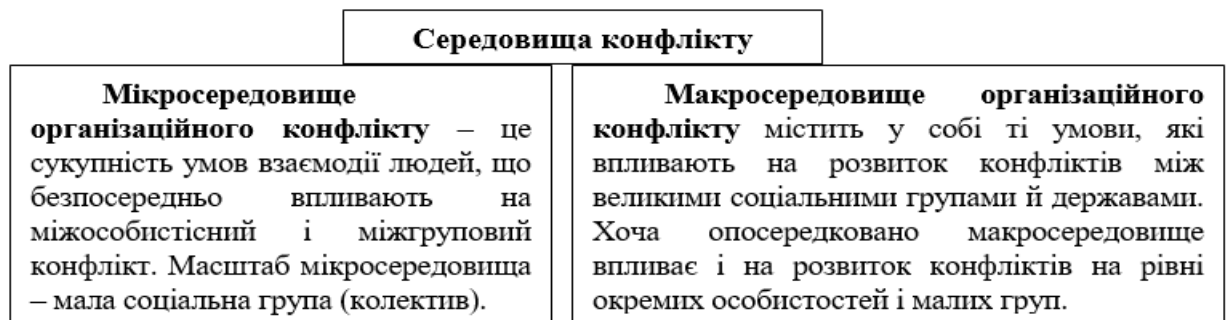 Середовища конфлікту
Мікросередовище
організаційного конфлікту – це
сукупність умов взаємодії людей, що
безпосередньо впливають на
міжособистісний і міжгруповий
конфлікт. Масштаб мікросередовища
– мала соціальна група (колектив).
Макросередовище організаційного
конфлікту містить у собі ті умови, які
впливають на розвиток конфліктів між
великими соціальними групами й державами.
Хоча опосередковано макросередовище
впливає і на розвиток конфліктів на рівні
окремих особистостей і малих груп.